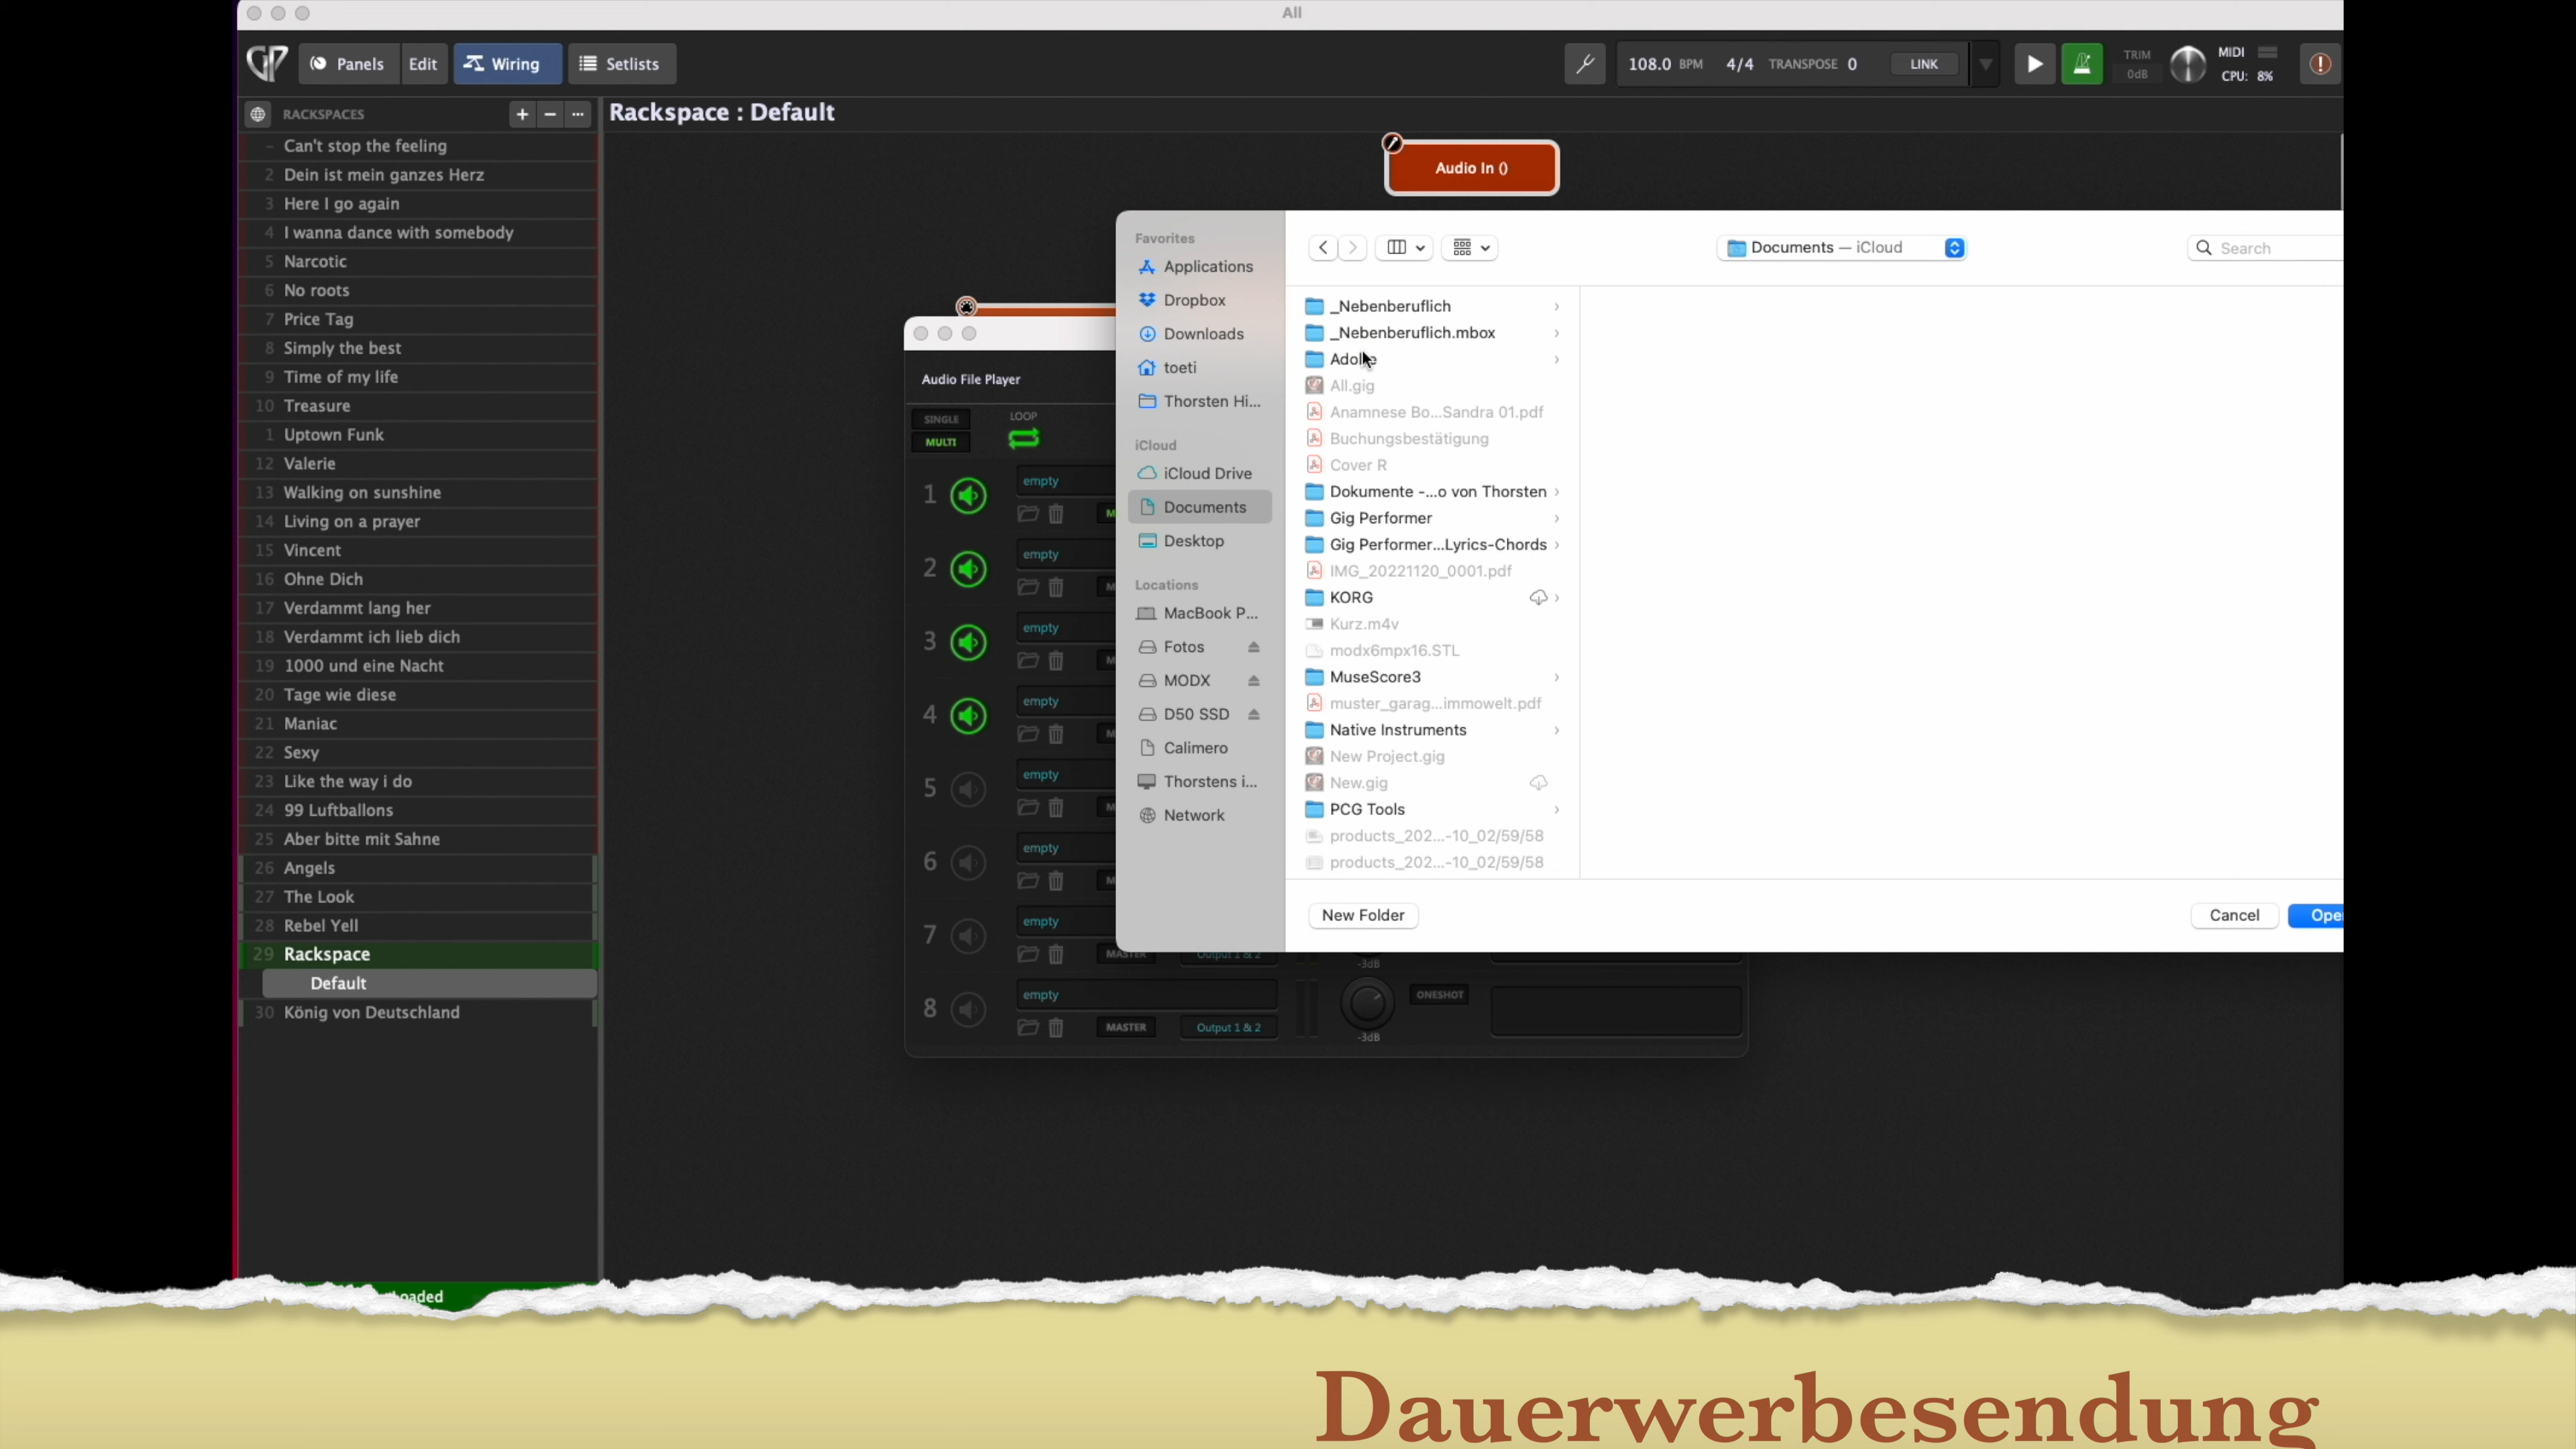 All
GP Panels Edit Wiring Setlists
108.0 BPM 4/4 TRANSPOSE 0 LINK
TRIM
0dB
MIDI
CPU: 8%
RACKSPACES + − ...
Rackspace : Default
– Can't stop the feeling
2 Dein ist mein ganzes Herz
3 Here I go again
4 I wanna dance with somebody
5 Narcotic
6 No roots
7 Price Tag
8 Simply the best
9 Time of my life
10 Treasure
1 Uptown Funk
12 Valerie
13 Walking on sunshine
14 Living on a prayer
15 Vincent
16 Ohne Dich
17 Verdammt lang her
18 Verdammt ich lieb dich
19 1000 und eine Nacht
20 Tage wie diese
21 Maniac
22 Sexy
23 Like the way i do
24 99 Luftballons
25 Aber bitte mit Sahne
26 Angels
27 The Look
28 Rebel Yell
29 Rackspace
Default
30 König von Deutschland
oaded
Audio In ()
Audio File Player
SINGLE
MULTI
LOOP
1 empty
M
2 empty
M
3 empty
M
4 empty
M
5 empty
M
6 empty
M
7 empty
MASTER Output 1 & 2
-3dB
8 empty
ONESHOT
MASTER Output 1 & 2
-3dB
Favorites
Applications
Dropbox
Downloads
toeti
Thorsten Hi...
iCloud
iCloud Drive
Documents
Desktop
Locations
MacBook P...
Fotos
MODX
D50 SSD
Calimero
Thorstens i...
Network
Documents — iCloud
Search
_Nebenberuflich
_Nebenberuflich.mbox
Adobe
All.gig
Anamnese Bo...Sandra 01.pdf
Buchungsbestätigung
Cover R
Dokumente -...o von Thorsten
Gig Performer
Gig Performer...Lyrics-Chords
IMG_20221120_0001.pdf
KORG
Kurz.m4v
modx6mpx16.STL
MuseScore3
muster_garag...immowelt.pdf
Native Instruments
New Project.gig
New.gig
PCG Tools
products_202...-10_02/59/58
products_202...-10_02/59/58
New Folder
Cancel
Ope
Dauerwerbesendung